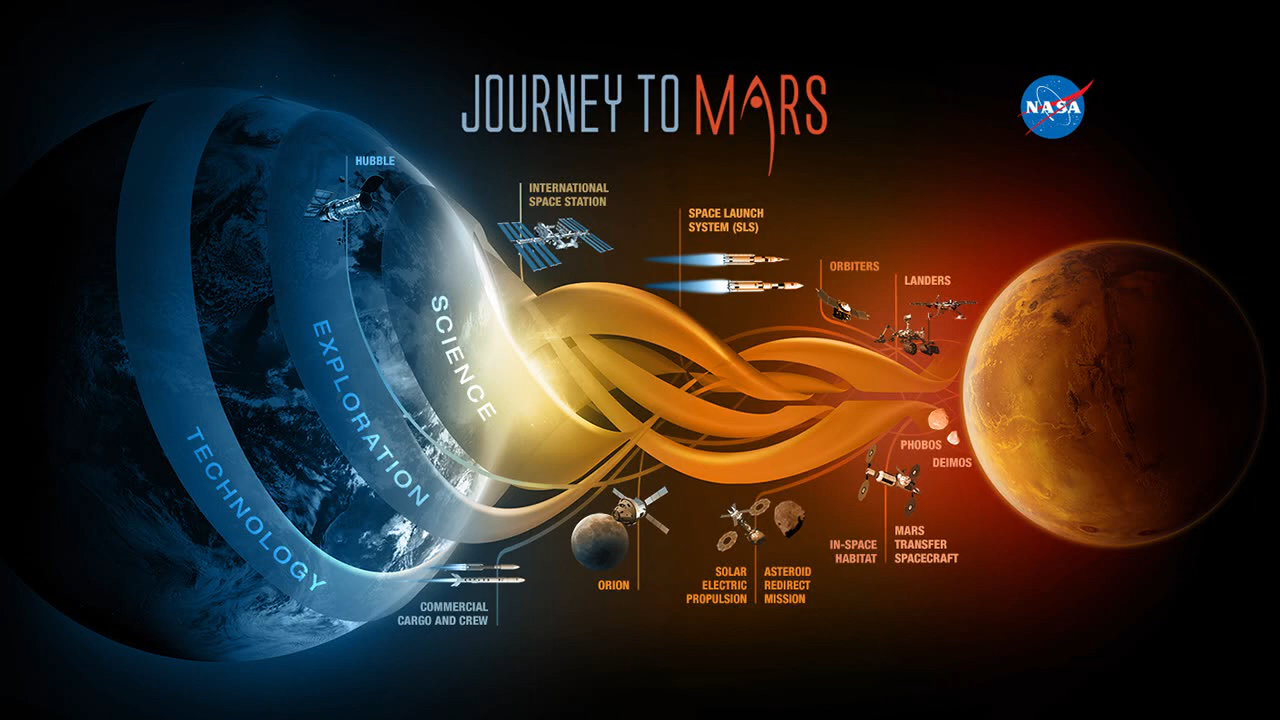 JOURNEY TO MARS
NASA
HUBBLE
INTERNATIONAL
SPACE STATION
SPACE LAUNCH
SYSTEM (SLS)
ORBITERS
LANDERS
SCIENCE
EXPLORATION
TECHNOLOGY
PHOBOS
DEIMOS
COMMERCIAL
CARGO AND CREW
ORION
SOLAR
ELECTRIC
PROPULSION
ASTEROID
REDIRECT
MISSION
IN-SPACE
HABITAT
MARS
TRANSFER
SPACECRAFT